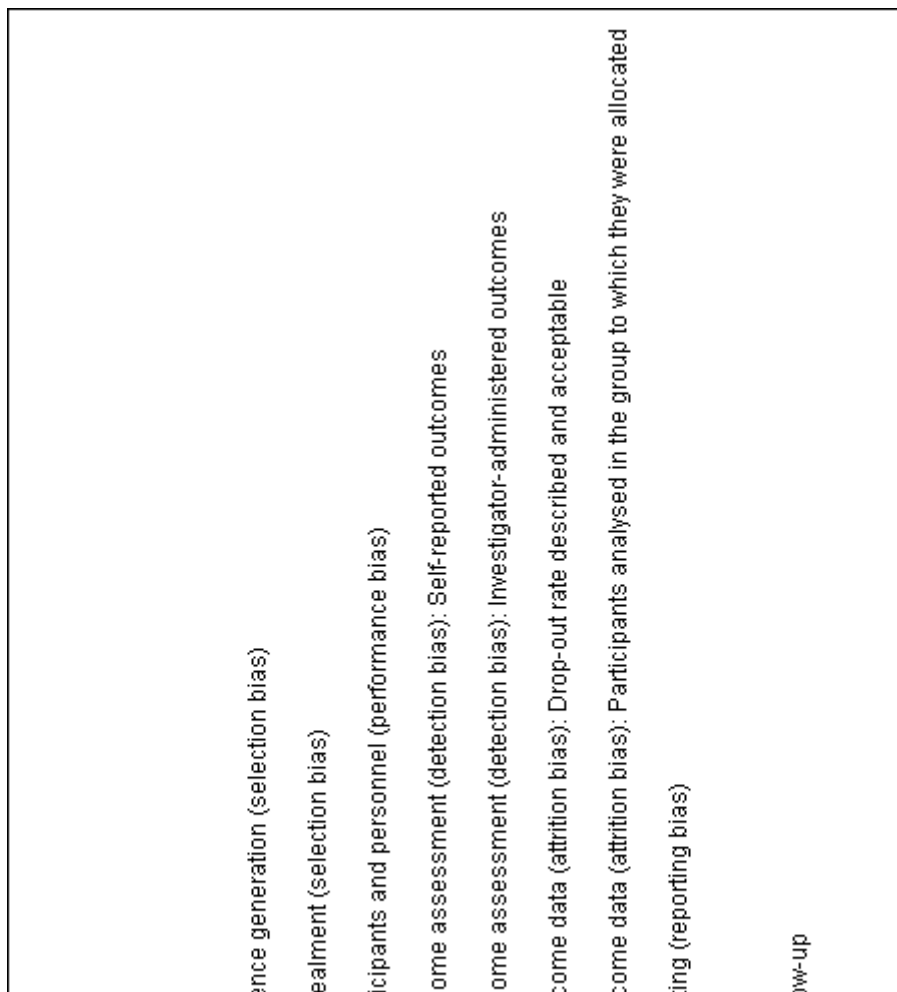 ence generation (selection bias)
ealment (selection bias)
icipants and personnel (performance bias)
ome assessment (detection bias): Self-reported outcomes
ome assessment (detection bias): Investigator-administered outcomes
come data (attrition bias): Drop-out rate described and acceptable
come data (attrition bias): Participants analysed in the group to which they were allocated
ting (reporting bias)
ow-up